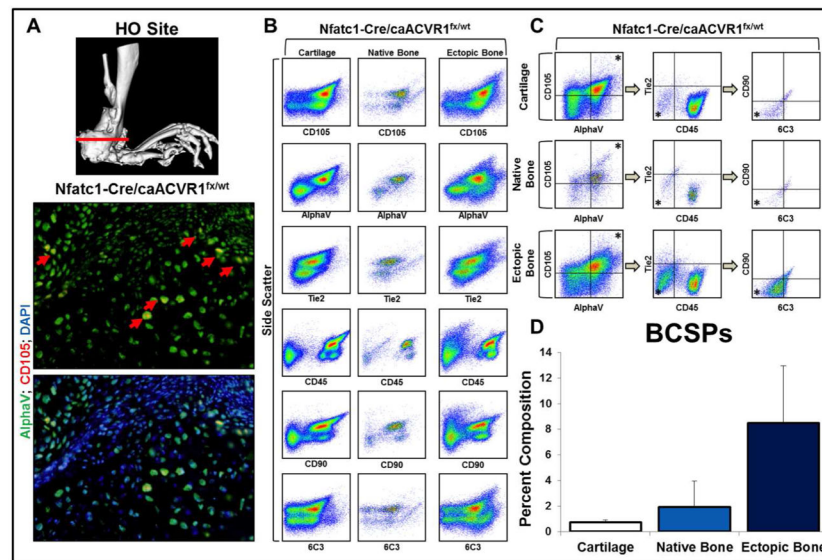 A
HO Site
Nfatc1-Cre/caACVR1fx/wt
AlphaV; CD105; DAPI
B
Nfatc1-Cre/caACVR1fx/wt
Cartilage Native Bone Ectopic Bone
Side Scatter
CD105 CD105 CD105
AlphaV AlphaV AlphaV
Tie2 Tie2 Tie2
CD45 CD45 CD45
CD90 CD90 CD90
6C3 6C3 6C3
C
Nfatc1-Cre/caACVR1fx/wt
Cartilage
CD105 * Tie2 * CD90 *
AlphaV CD45 6C3
Native Bone
CD105 * Tie2 * CD90 *
AlphaV CD45 6C3
Ectopic Bone
CD105 * Tie2 * CD90 *
AlphaV CD45 6C3
D
BCSPs
Percent Composition
14
12
10
8
6
4
2
0
Cartilage Native Bone Ectopic Bone